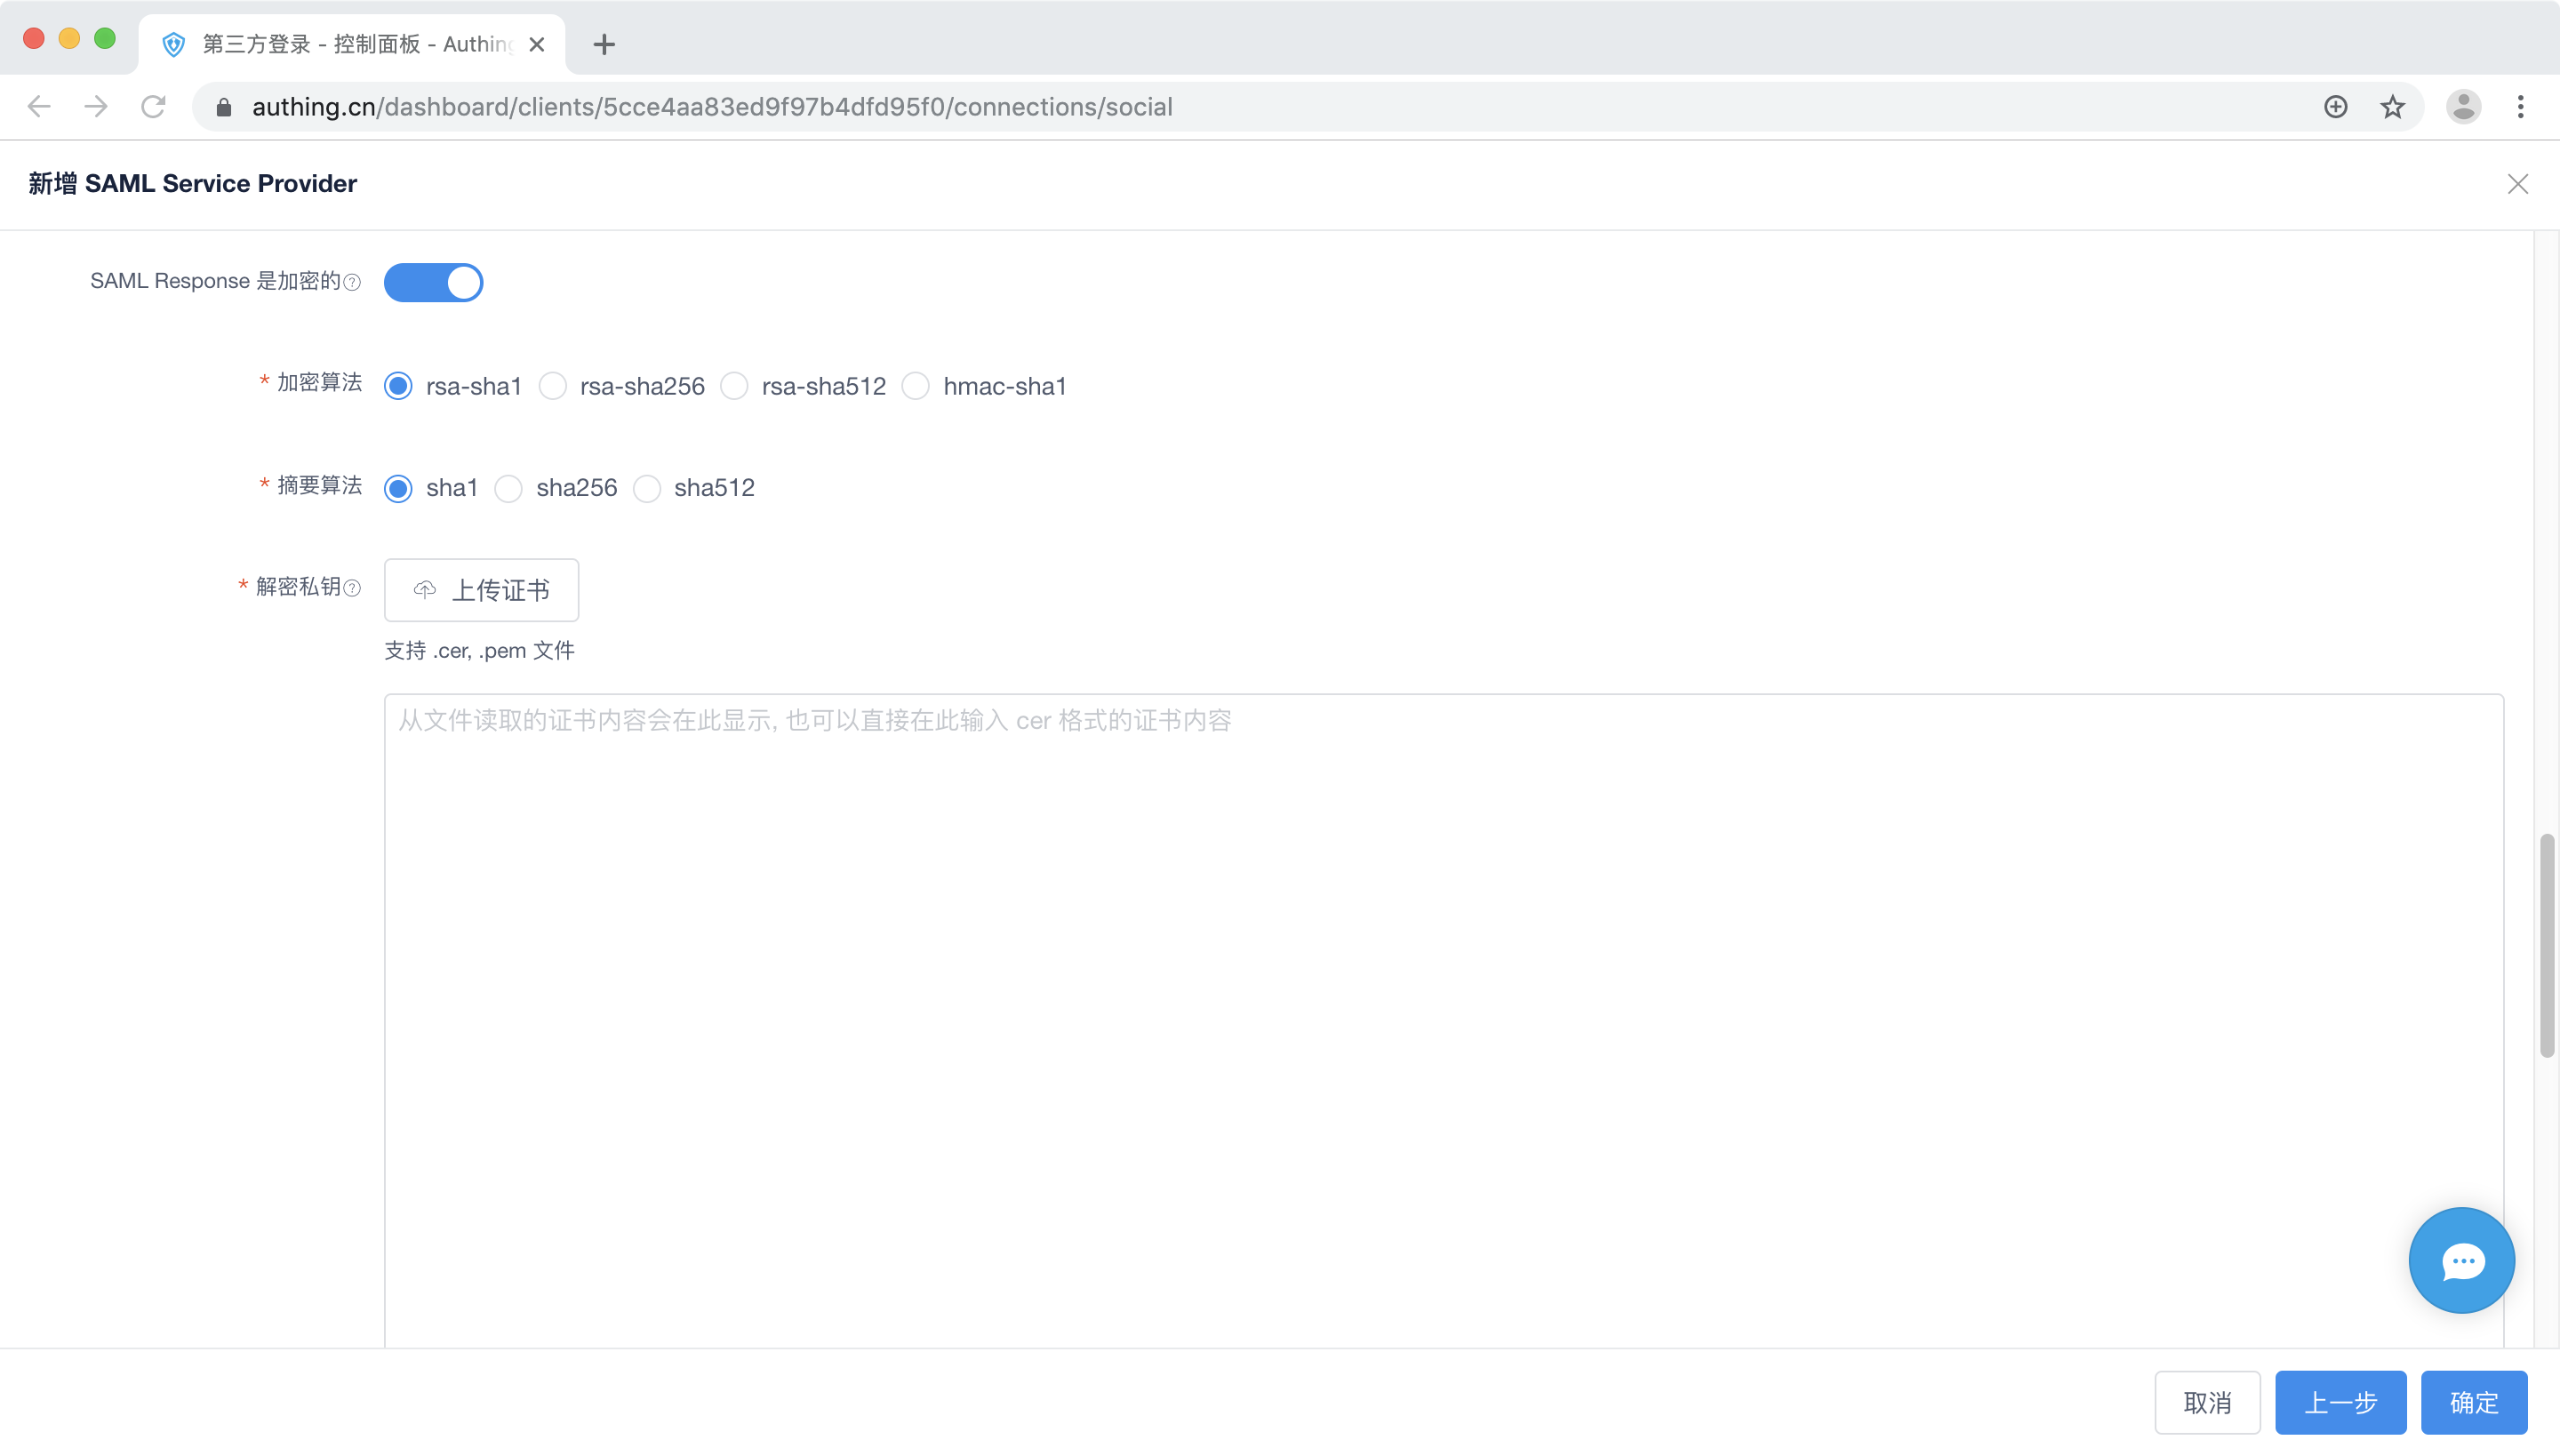 第三方登录 - 控制面板 - Authing
authing.cn/dashboard/clients/5cce4aa83ed9f97b4dfd95f0/connections/social
新增 SAML Service Provider
SAML Response 是加密的
* 加密算法 rsa-sha1 rsa-sha256 rsa-sha512 hmac-sha1
* 摘要算法 sha1 sha256 sha512
* 解密私钥 上传证书
支持 .cer, .pem 文件
从文件读取的证书内容会在此显示, 也可以直接在此输入 cer 格式的证书内容
取消 上一步 确定